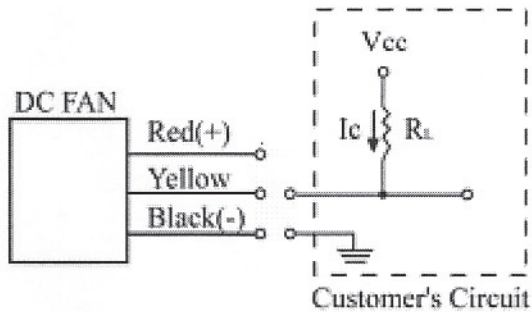 Vcc
DC FAN
Red(+)
Ic
RL
Yellow
Black(-)
Customer's Circuit